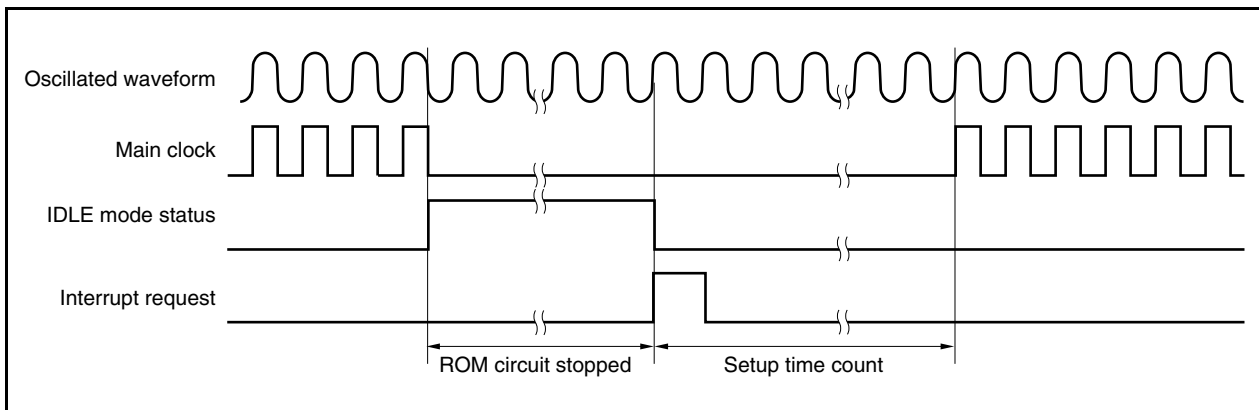 Oscillated waveform
Main clock
IDLE mode status
Interrupt request
ROM circuit stopped
Setup time count